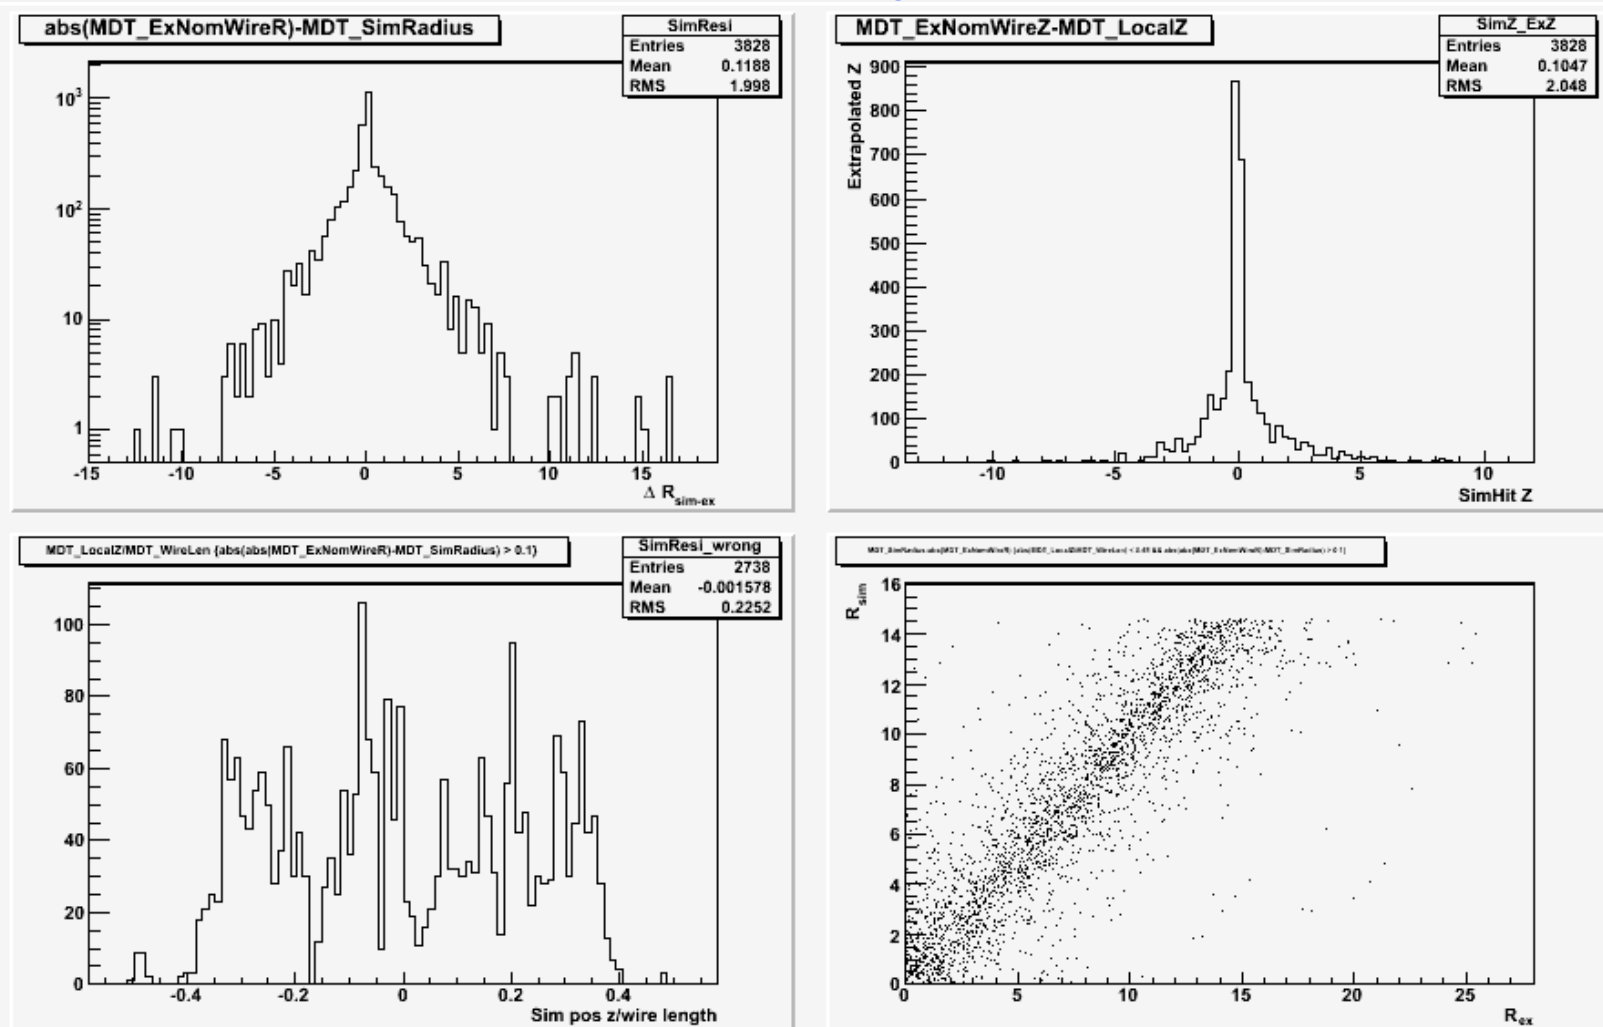 abs(MDT_ExNomWireR)-MDT_SimRadius
SimResi
Entries 3828
Mean 0.1188
RMS 1.998
10³
10²
10
1
-15 -10 -5 0 5 10 15
Δ R sim-ex
MDT_ExNomWireZ-MDT_LocalZ
SimZ_ExZ
Entries 3828
Mean 0.1047
RMS 2.048
Extrapolated Z
900
800
700
600
500
400
300
200
100
0
-10 -5 0 5 10
SimHit Z
MDT_LocalZ/MDT_WireLen {abs(abs(MDT_ExNomWireR)-MDT_SimRadius) > 0.1}
SimResi_wrong
Entries 2738
Mean -0.001578
RMS 0.2252
100
80
60
40
20
0
-0.4 -0.2 0 0.2 0.4
Sim pos z/wire length
R sim
16
14
12
10
8
6
4
2
0
0 5 10 15 20 25
R ex